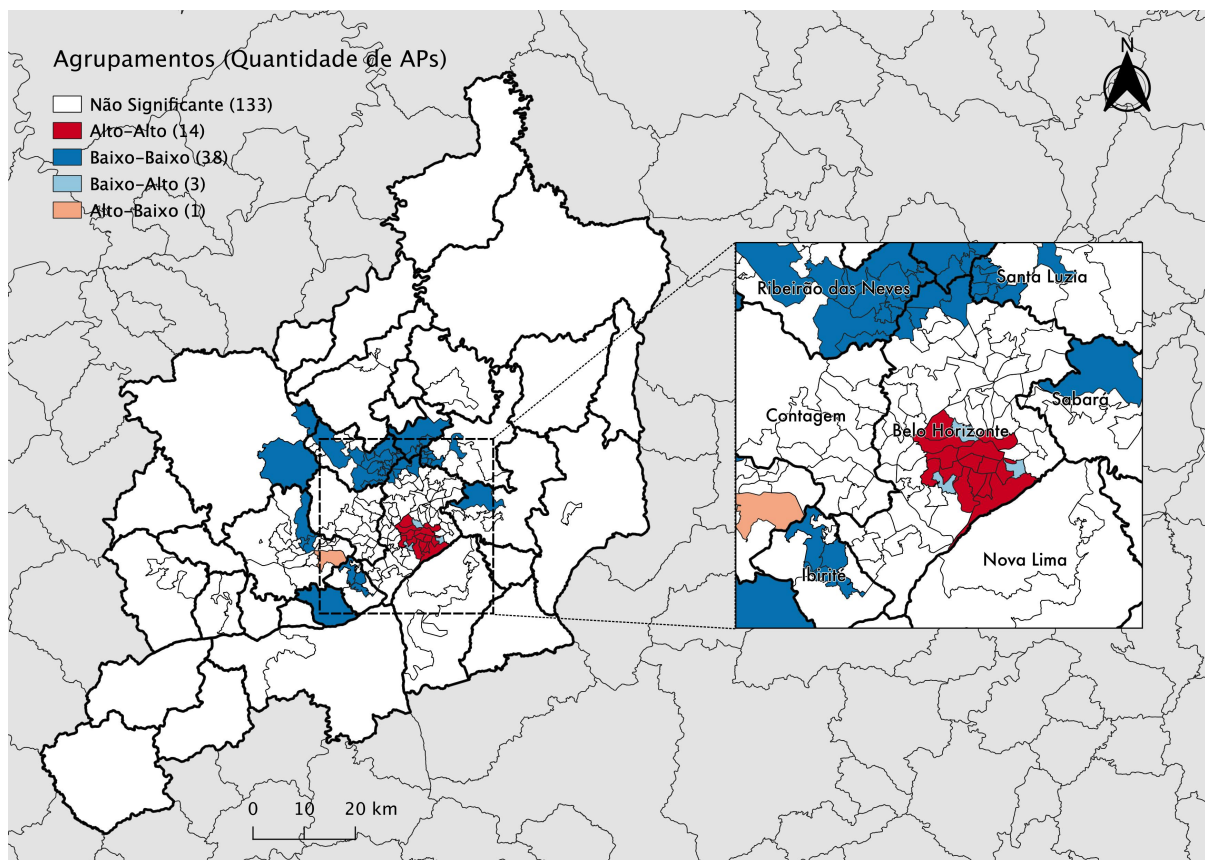 Agrupamentos (Quantidade de APs)
Não Significante (133)
Alto-Alto (14)
Baixo-Baixo (38)
Baixo-Alto (3)
Alto-Baixo (1)
N
Santa Luzia
Ribeirão das Neves
Sabará
Contagem
Belo Horizonte
Nova Lima
Ibirité
0 10 20 km